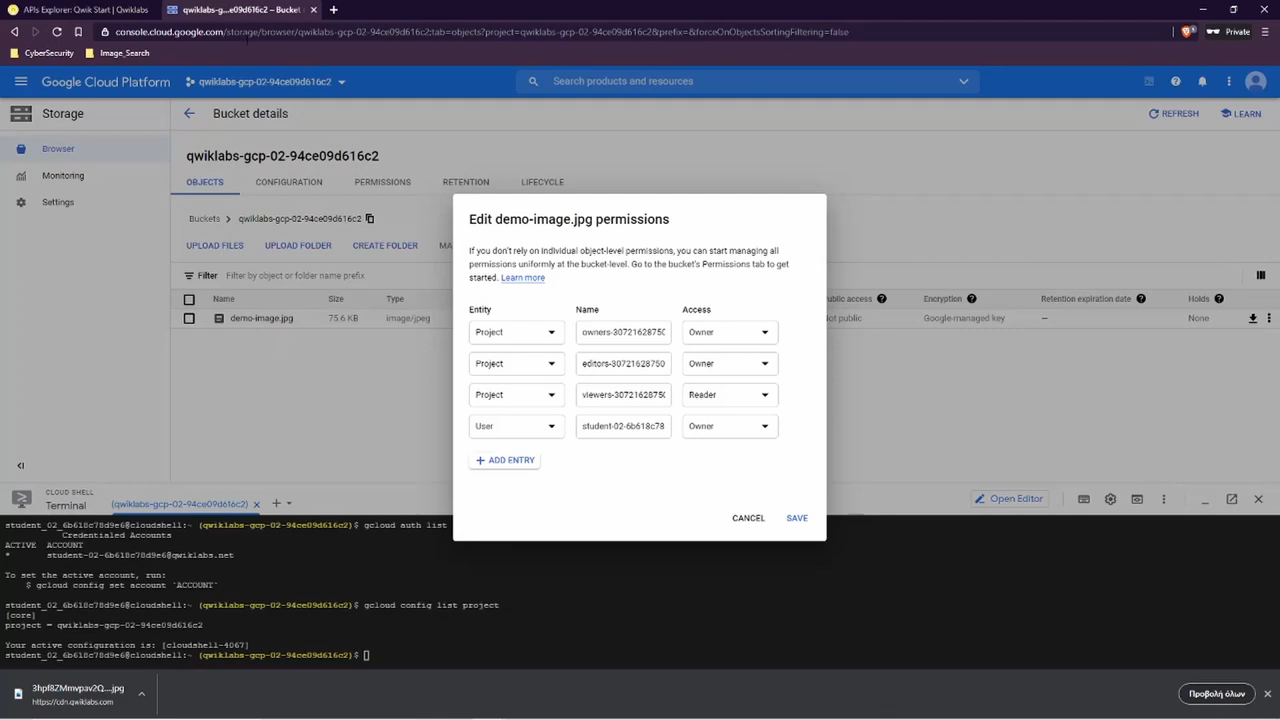 APIs Explorer: Qwik Start | Qwiklabs
qwiklabs-g...e09d616c2) – Bucket
console.cloud.google.com/storage/browser/qwiklabs-gcp-02-94ce09d616c2;tab=objects?project=qwiklabs-gcp-02-94ce09d616c2&prefix=&forceOnObjectsSortingFiltering=false
Private
CyberSecurity
Image_Search
Google Cloud Platform
qwiklabs-gcp-02-94ce09d616c2
Search products and resources
Storage
Bucket details
REFRESH
LEARN
Browser
Monitoring
Settings
qwiklabs-gcp-02-94ce09d616c2
OBJECTS
CONFIGURATION
PERMISSIONS
RETENTION
LIFECYCLE
Buckets
qwiklabs-gcp-02-94ce09d616c2
UPLOAD FILES
UPLOAD FOLDER
CREATE FOLDER
MA
Filter
Filter by object or folder name prefix
Name
Size
Type
Public access
Encryption
Retention expiration date
Holds
demo-image.jpg
75.6 KB
image/jpeg
Not public
Google-managed key
—
None
Edit demo-image.jpg permissions
If you don't rely on individual object-level permissions, you can start managing all
permissions uniformly at the bucket-level. Go to the bucket's Permissions tab to get
started. Learn more
Entity
Name
Access
Project
owners-30721628750
Owner
Project
editors-30721628750
Owner
Project
viewers-30721628750
Reader
User
student-02-6b618c78
Owner
+ ADD ENTRY
CANCEL
SAVE
CLOUD SHELL
Terminal
(qwiklabs-gcp-02-94ce09d616c2)
Open Editor
student_02_6b618c78d9e6@cloudshell:~ (qwiklabs-gcp-02-94ce09d616c2)$ gcloud auth list
Credentialed Accounts
ACTIVE ACCOUNT
* student-02-6b618c78d9e6@qwiklabs.net
To set the active account, run:
$ gcloud config set account `ACCOUNT`
student_02_6b618c78d9e6@cloudshell:~ (qwiklabs-gcp-02-94ce09d616c2)$ gcloud config list project
[core]
project = qwiklabs-gcp-02-94ce09d616c2
Your active configuration is: [cloudshell-4067]
student_02_6b618c78d9e6@cloudshell:~ (qwiklabs-gcp-02-94ce09d616c2)$
3hpf8ZMmvpav2Q....jpg
https://cdn.qwiklabs.com
Προβολή όλων